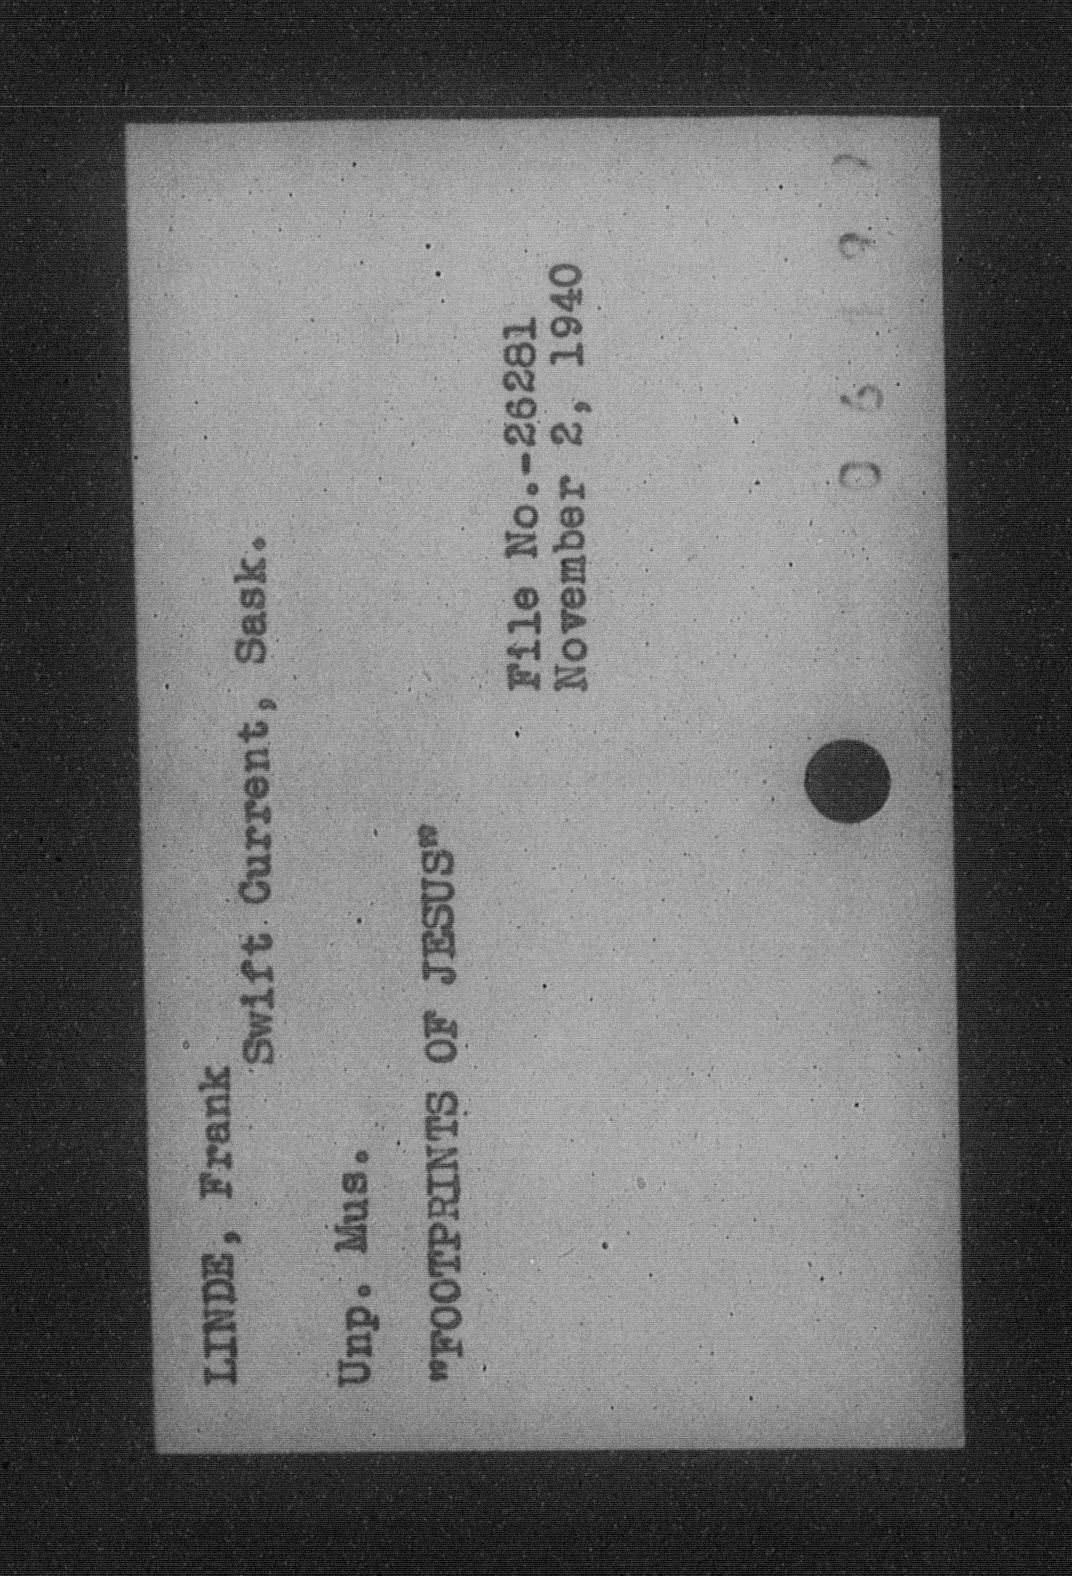 LINDE, Frank
Swift Current, Sask.
Unp. Mus.
"FOOTPRINTS OF JESUS"
File No.-26281
November 2, 1940